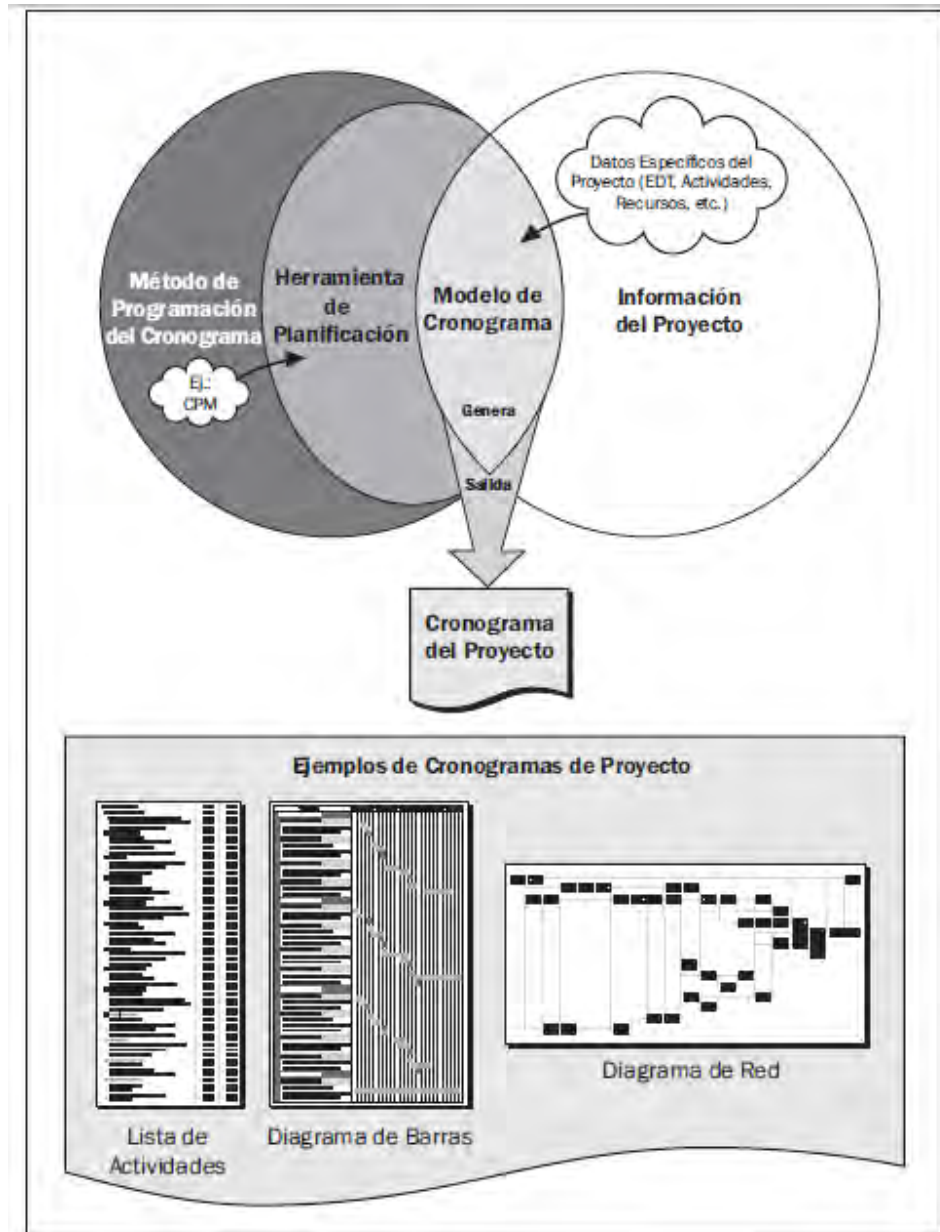 Datos Específicos del
Proyecto (EDT, Actividades,
Recursos, etc.)
Método de
Programación
del Cronograma
Herramienta
de
Planificación
Modelo de
Cronograma
Información
del Proyecto
Ej.:
CPM
Genera
Salida
Cronograma
del Proyecto
Ejemplos de Cronogramas de Proyecto
Lista de
Actividades
Diagrama de Barras
Diagrama de Red